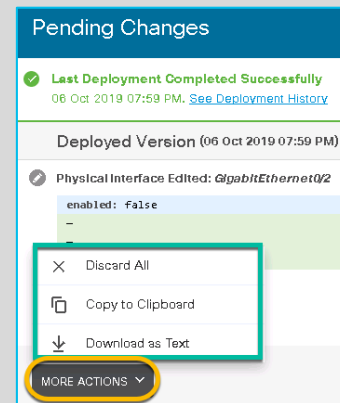 Pending Changes
Last Deployment Completed Successfully
06 Oct 2019 07:59 PM. See Deployment History
Deployed Version (06 Oct 2019 07:59 PM)
Physical Interface Edited: GigabitEthernet0/2
enabled: false
–
–
Discard All
Copy to Clipboard
Download as Text
MORE ACTIONS